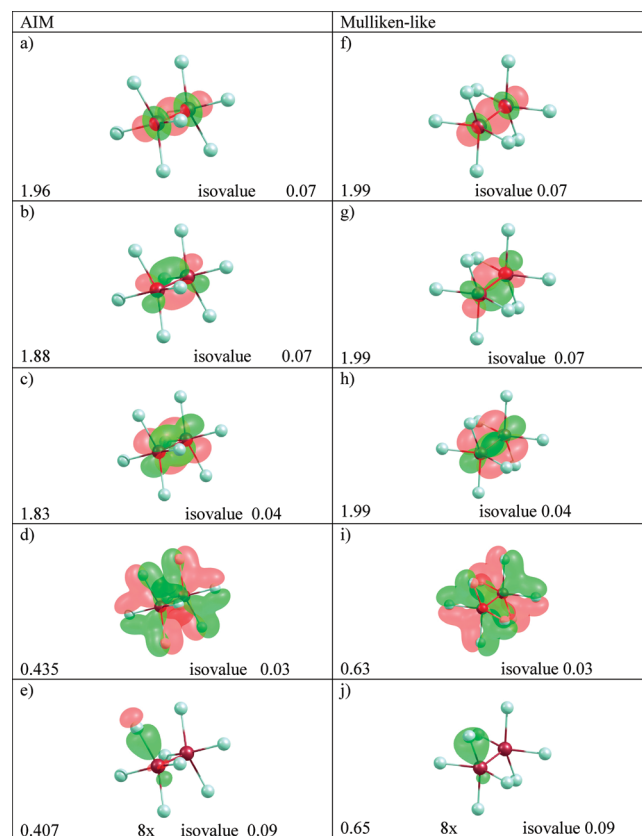 AIM Mulliken-like
a) f)
1.96 isovalue 0.07 1.99 isovalue 0.07
b) g)
1.88 isovalue 0.07 1.99 isovalue 0.07
c) h)
1.83 isovalue 0.04 1.99 isovalue 0.04
d) i)
0.435 isovalue 0.03 0.63 isovalue 0.03
e) j)
0.407 8x isovalue 0.09 0.65 8x isovalue 0.09